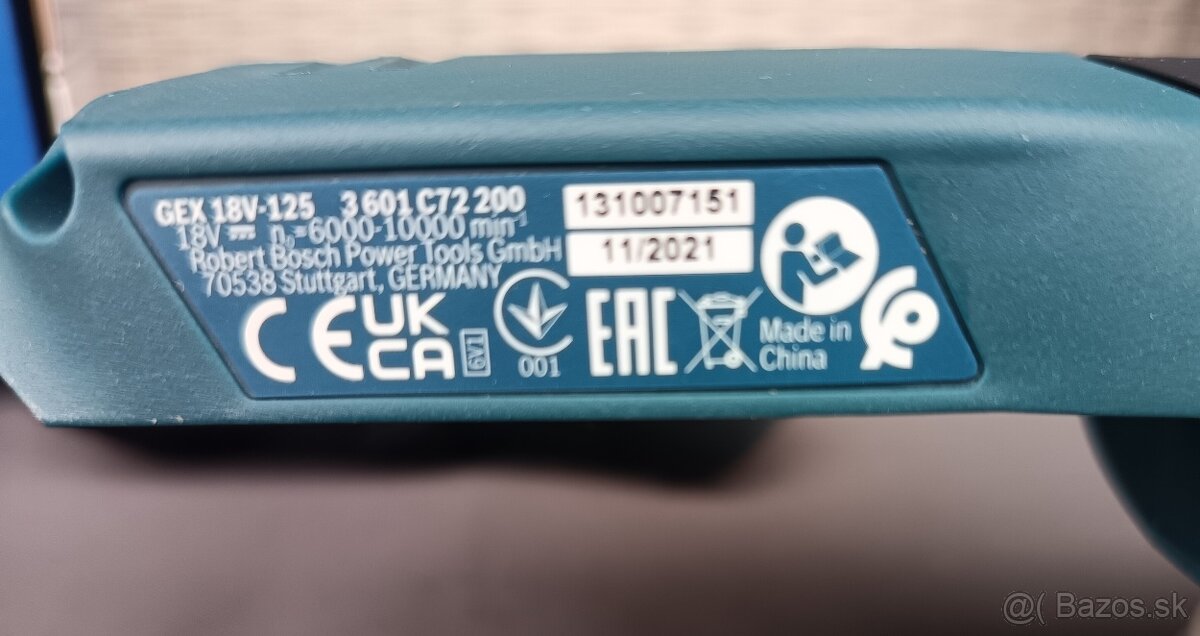 GEX 18V-125 3 601 C72 200
18V n₀=6000-10000 min⁻¹
Robert Bosch Power Tools GmbH
70538 Stuttgart, GERMANY
131007151
11/2021
CE
UK
CA
6V1
001
EAC
Made in
China
@( Bazos.sk